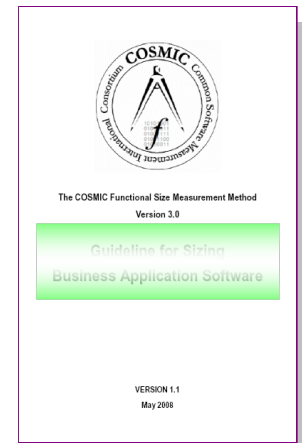 COSMIC
Common Software Measurement International Consortium
The COSMIC Functional Size Measurement Method
Version 3.0
Guideline for Sizing
Business Application Software
VERSION 1.1
May 2008